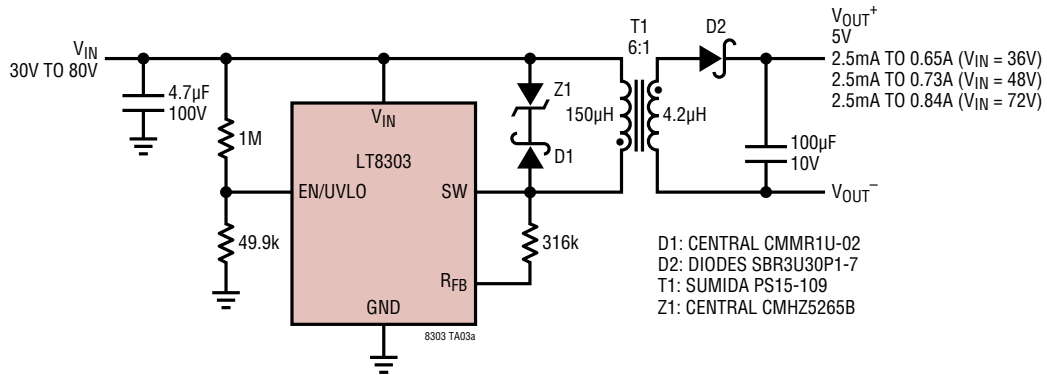 VIN
30V TO 80V
4.7µF
100V
1M
49.9k
VIN
LT8303
EN/UVLO
SW
RFB
GND
8303 TA03a
Z1
D1
316k
T1
6:1
150µH
4.2µH
D2
100µF
10V
VOUT+
5V
2.5mA TO 0.65A (VIN = 36V)
2.5mA TO 0.73A (VIN = 48V)
2.5mA TO 0.84A (VIN = 72V)
VOUT–
D1: CENTRAL CMMR1U-02
D2: DIODES SBR3U30P1-7
T1: SUMIDA PS15-109
Z1: CENTRAL CMHZ5265B